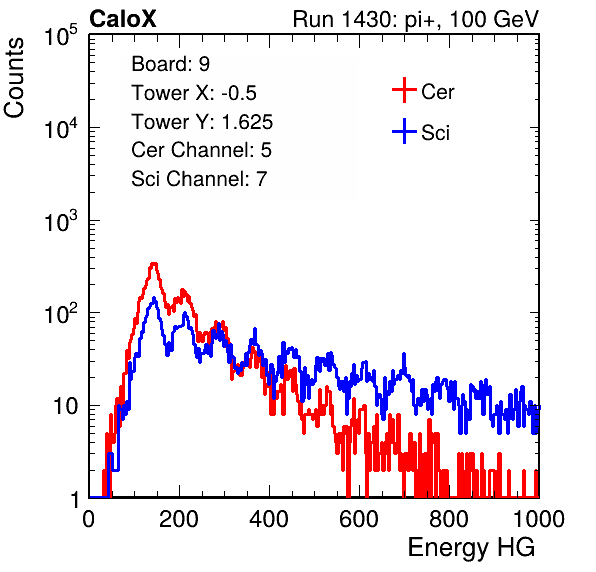 CaloX Run 1430: pi+, 100 GeV
Counts
Board: 9
Tower X: -0.5
Tower Y: 1.625
Cer Channel: 5
Sci Channel: 7
Cer
Sci
10^5
10^4
10^3
10^2
10
1
0 200 400 600 800 1000
Energy HG